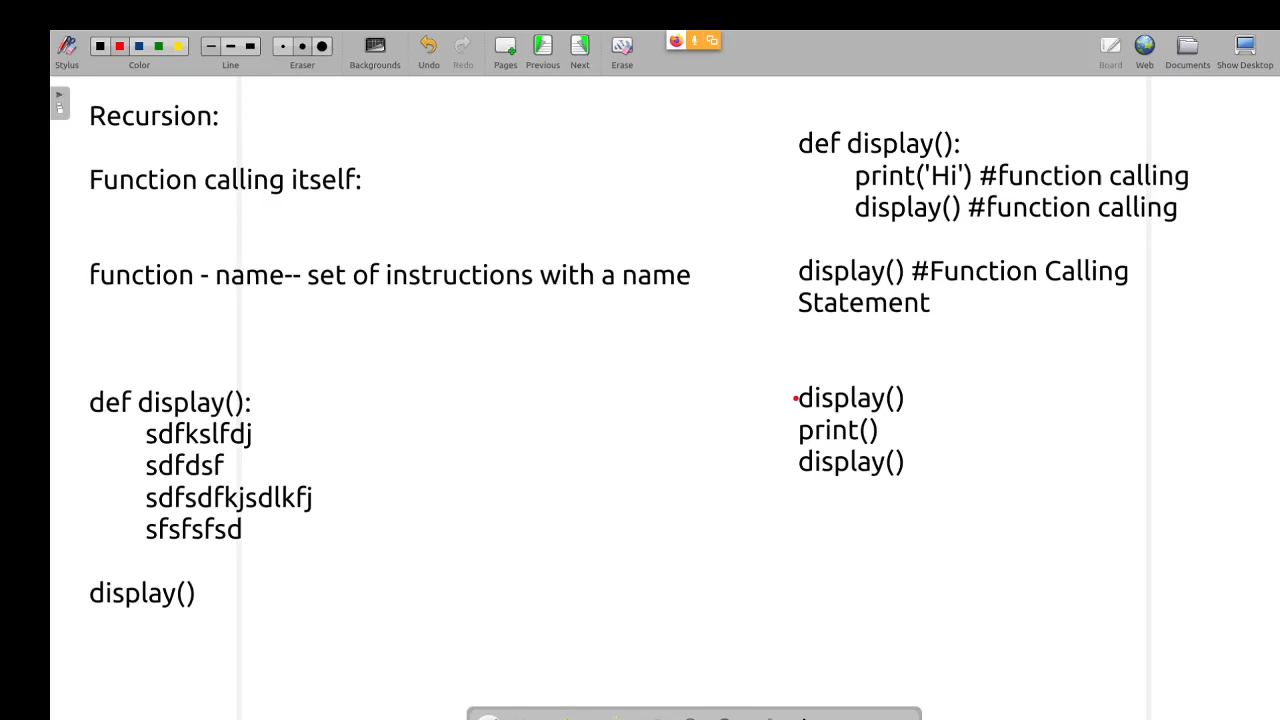 Stylus
Color
Line
Eraser
Backgrounds
Undo
Redo
Pages
Previous
Next
Erase
Board
Web
Documents
Show Desktop
Recursion:
Function calling itself:
function - name-- set of instructions with a name
def display():
sdfkslfdj
sdfdsf
sdfsdfkjsdlkfj
sfsfsfsd
display()
def display():
print('Hi') #function calling
display() #function calling
display() #Function Calling
Statement
display()
print()
display()